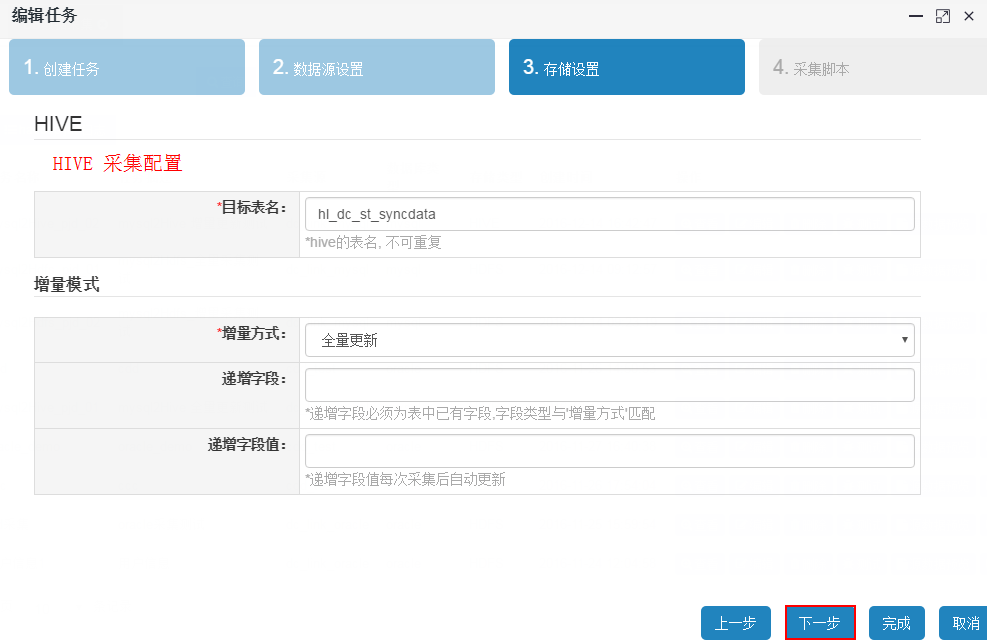 编辑任务
1. 创建任务
2. 数据源设置
3. 存储设置
4. 采集脚本
HIVE
HIVE 采集配置
*目标表名：
hl_dc_st_syncdata
*hive的表名, 不可重复
增量模式
*增量方式：
全量更新
递增字段：
*递增字段必须为表中已有字段,字段类型与'增量方式'匹配
递增字段值：
*递增字段值每次采集后自动更新
上一步
下一步
完成
取消